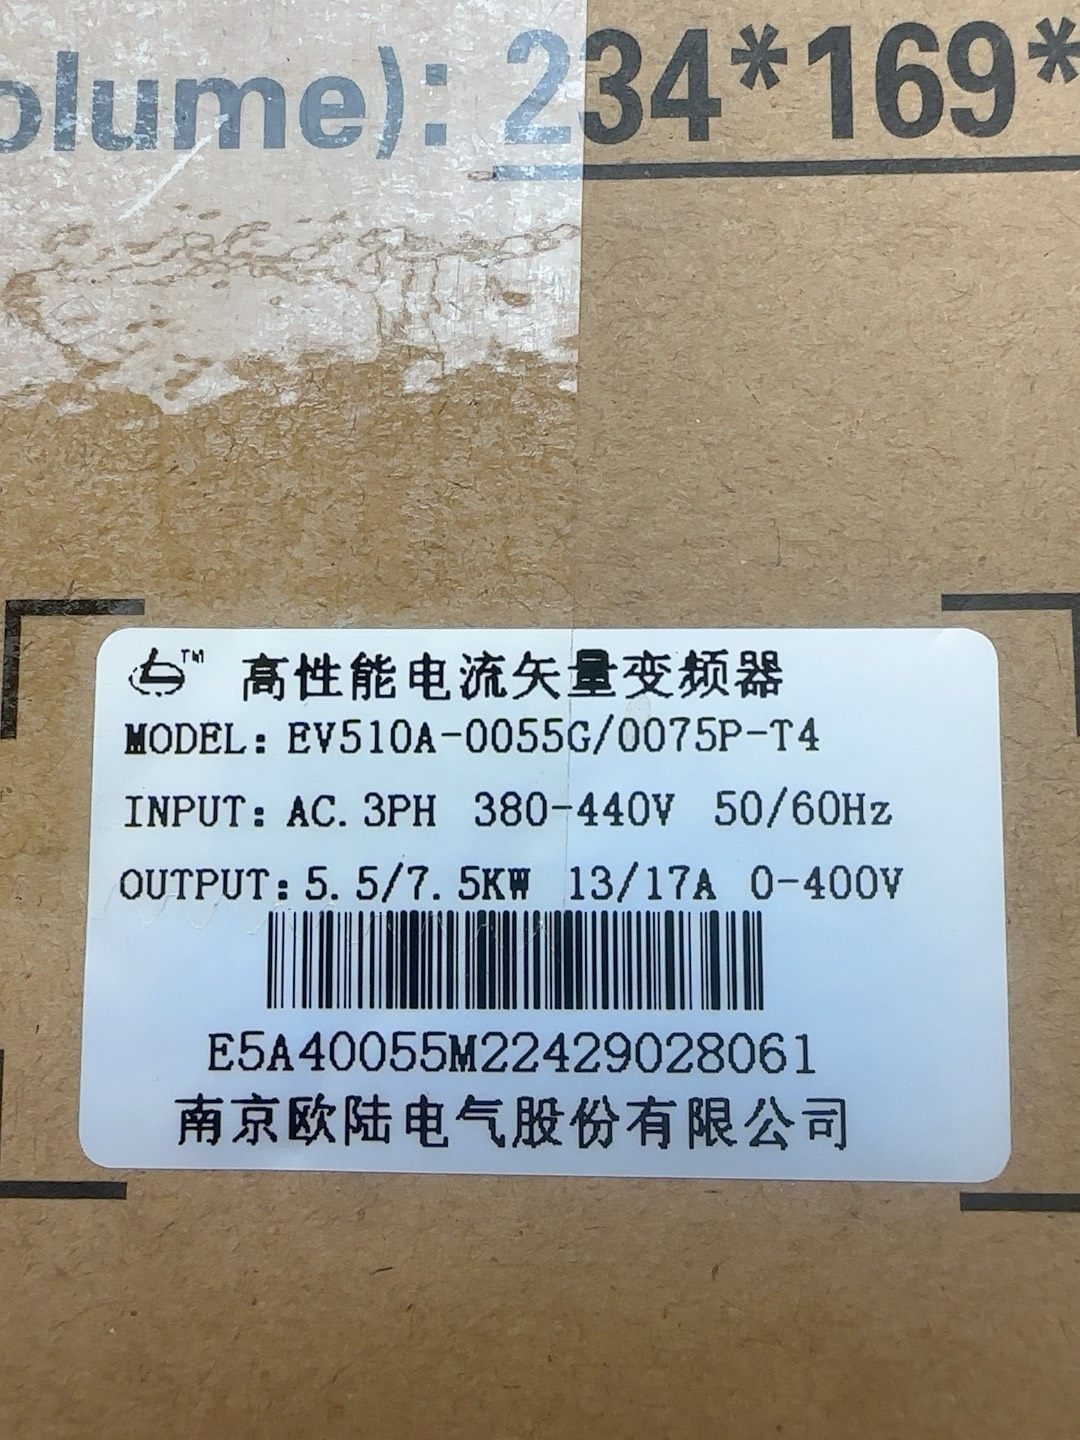 olume): 234*169*
TM 高性能电流矢量变频器
MODEL: EV510A-0055G/0075P-T4
INPUT: AC. 3PH 380-440V 50/60Hz
OUTPUT: 5.5/7.5KW 13/17A 0-400V
E5A40055M22429028061
南京欧陆电气股份有限公司